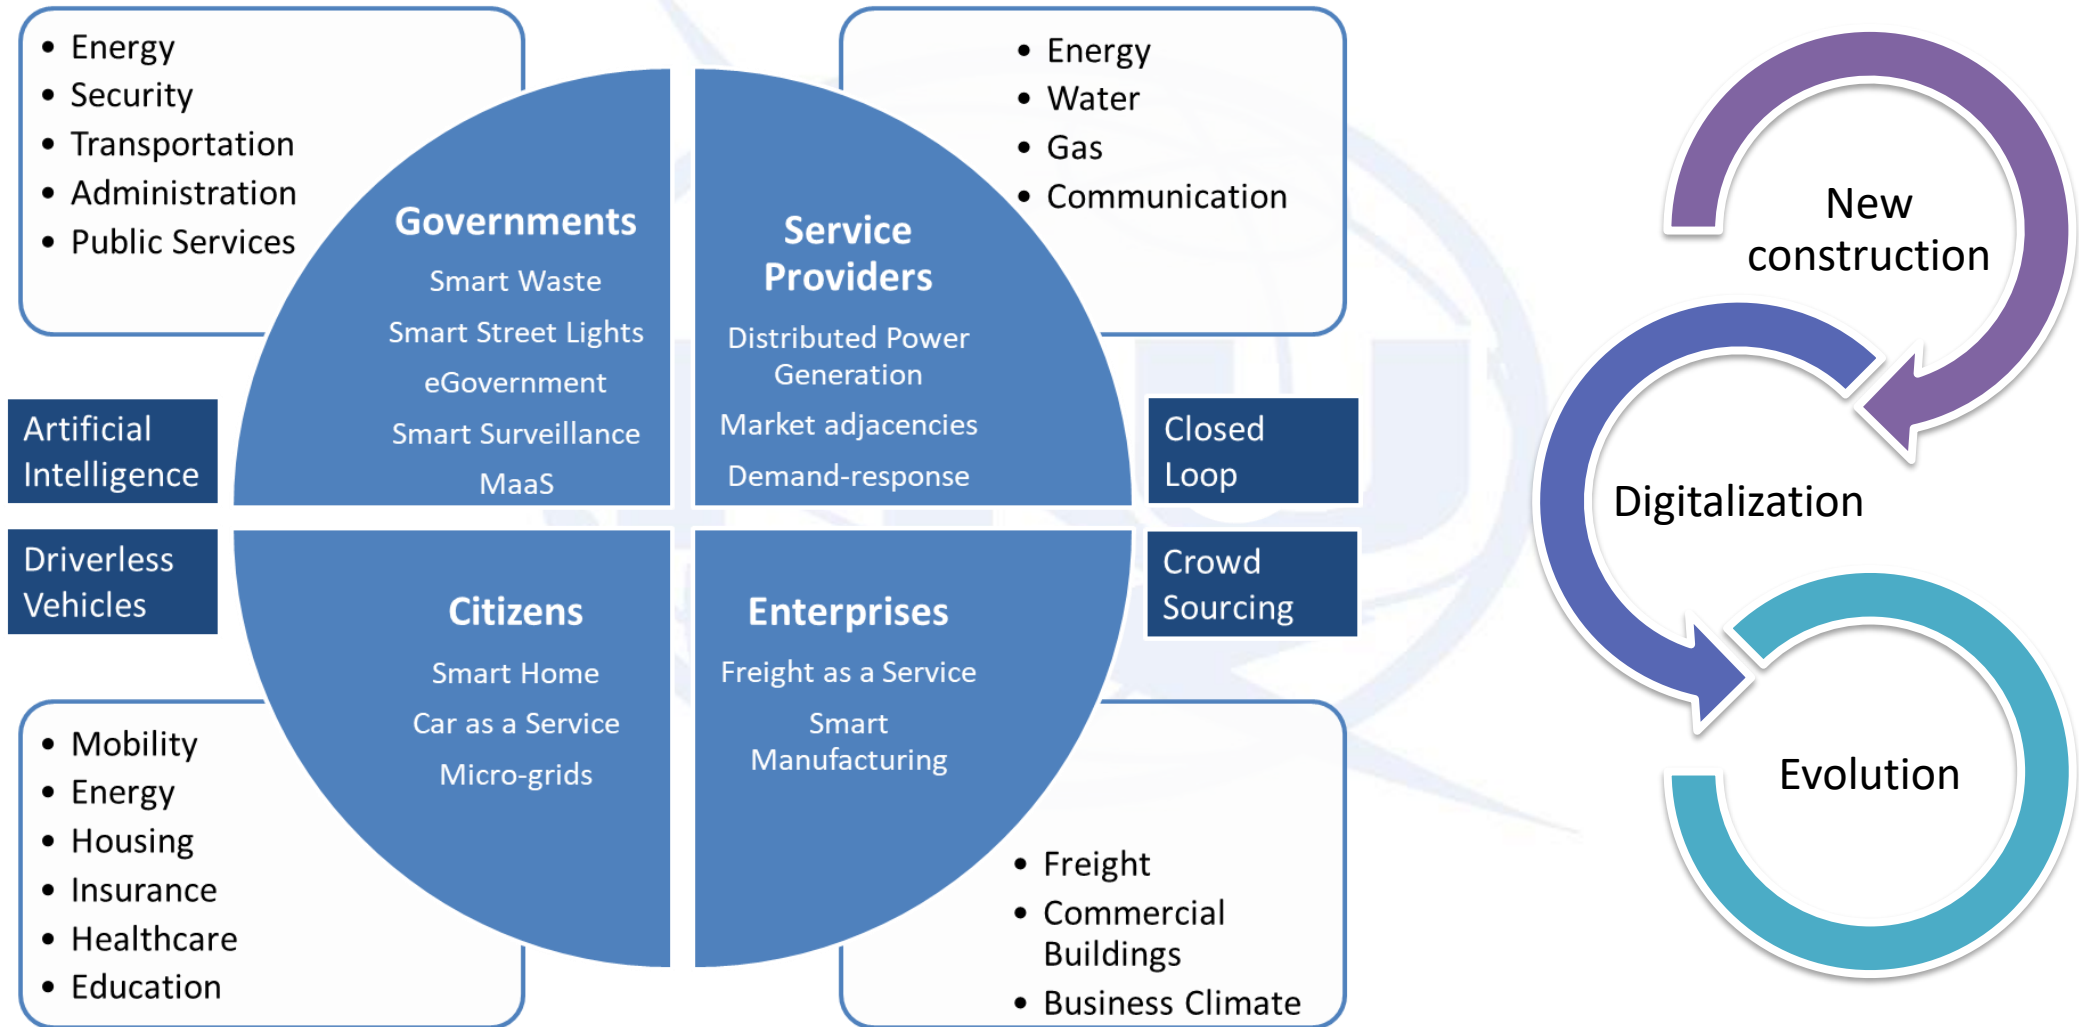 • Energy
• Security
• Transportation
• Administration
• Public Services
• Energy
• Water
• Gas
• Communication
Governments
Smart Waste
Smart Street Lights
eGovernment
Smart Surveillance
MaaS
Service
Providers
Distributed Power
Generation
Market adjacencies
Demand-response
Artificial
Intelligence
Driverless
Vehicles
Closed
Loop
Crowd
Sourcing
Citizens
Smart Home
Car as a Service
Micro-grids
Enterprises
Freight as a Service
Smart
Manufacturing
• Mobility
• Energy
• Housing
• Insurance
• Healthcare
• Education
• Freight
• Commercial
Buildings
• Business Climate
New
construction
Digitalization
Evolution